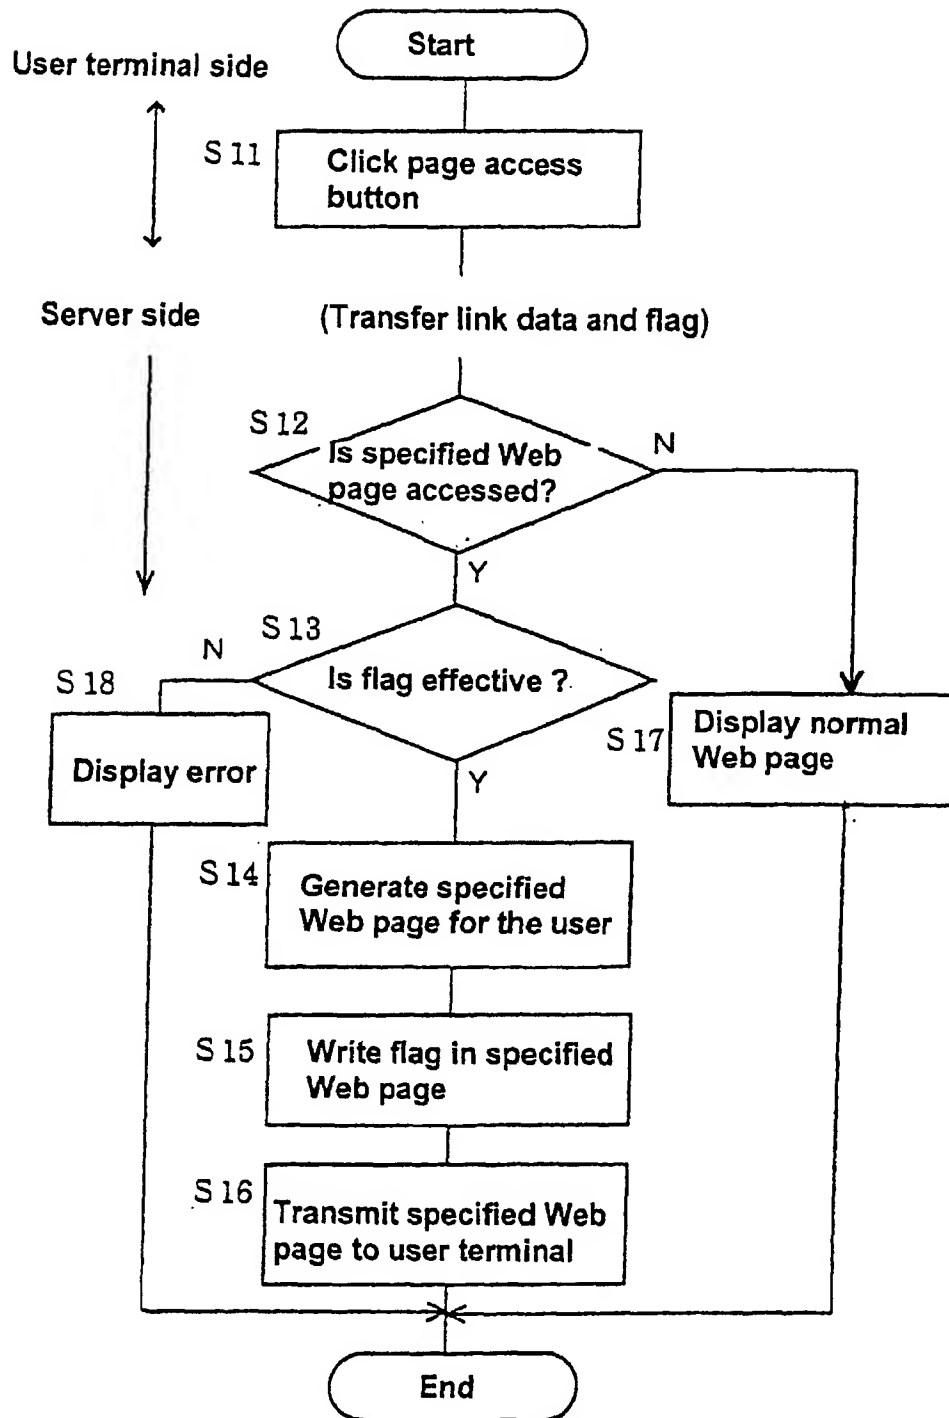 Start
User terminal side
S 11
Click page access
button
Server side
(Transfer link data and flag)
S 12
N
Is specified Web
page accessed?
Y
S 13
N
Is flag effective ?
S 18
Display normal
Web page
S 17
Display error
Y
S 14
Generate specified
Web page for the user
S 15
Write flag in specified
Web page
S 16
Transmit specified Web
page to user terminal
End